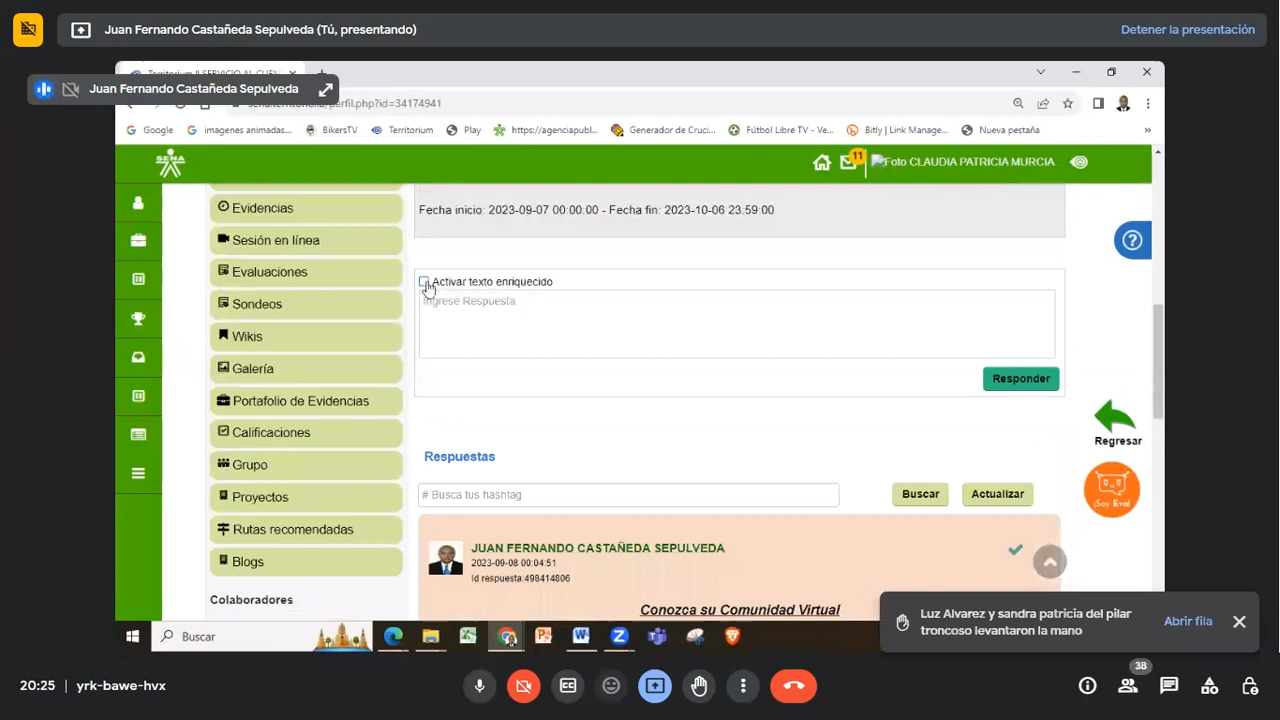 Juan Fernando Castañeda Sepulveda (Tú, presentando)
Detener la presentación
Juan Fernando Castañeda Sepulveda
perfil.php?id=34174941
Google
imagenes animadas...
BikersTV
Territorium
Play
https://agenciapubl...
Generador de Cruci...
Fútbol Libre TV - Ve...
Bitly | Link Manage...
Nueva pestaña
»
SENA
11
Foto CLAUDIA PATRICIA MURCIA
Evidencias
Sesión en línea
Evaluaciones
Sondeos
Wikis
Galería
Portafolio de Evidencias
Calificaciones
Grupo
Proyectos
Rutas recomendadas
Blogs
Colaboradores
Fecha inicio: 2023-09-07 00:00:00 - Fecha fin: 2023-10-06 23:59:00
Activar texto enriquecido
Ingrese Respuesta
Responder
Regresar
¡Soy Eva!
Respuestas
# Busca tus hashtag
Buscar
Actualizar
JUAN FERNANDO CASTAÑEDA SEPULVEDA
2023-09-08 00:04:51
Id respuesta:498414806
Conozca su Comunidad Virtual
Luz Alvarez y sandra patricia del pilar
troncoso levantaron la mano
Abrir fila
Buscar
20:25 | yrk-bawe-hvx
38